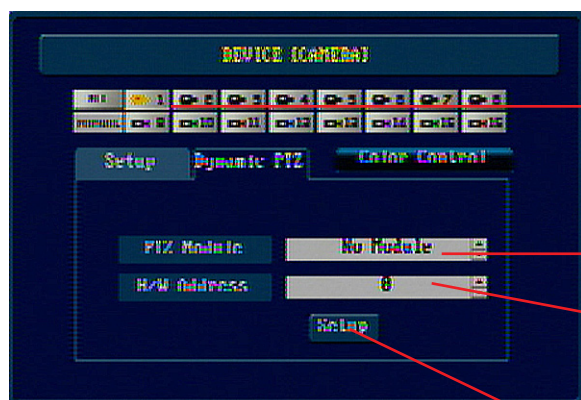 DEVICE [CAMERA]
ALL 1 2 3 4 5 6 7 8
9 10 11 12 13 14 15 16
Setup Dynamic PTZ Color Control
PTZ Module No Module
H/W Address 0
Setup